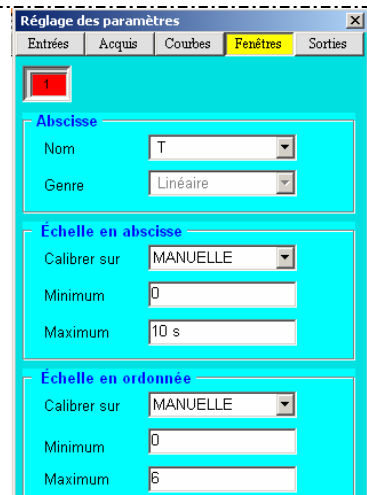 Réglage des paramètres
Entrées Acquis Courbes Fenêtres Sorties
1
Abscisse
Nom T
Genre Linéaire
Échelle en abscisse
Calibrer sur MANUELLE
Minimum 0
Maximum 10 s
Échelle en ordonnée
Calibrer sur MANUELLE
Minimum 0
Maximum 6